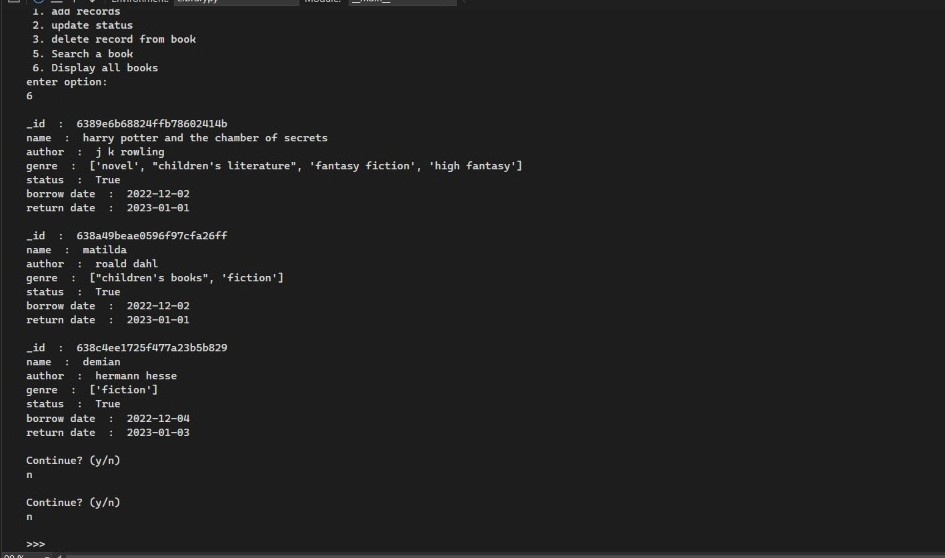 Environment: Librarypy Module: __main__
1. add records
2. update status
3. delete record from book
5. Search a book
6. Display all books
enter option:
6
_id : 6389e6b68824ffb78602414b
name : harry potter and the chamber of secrets
author : j k rowling
genre : ['novel', "children's literature", 'fantasy fiction', 'high fantasy']
status : True
borrow date : 2022-12-02
return date : 2023-01-01
_id : 638a49beae0596f97cfa26ff
name : matilda
author : roald dahl
genre : ["children's books", 'fiction']
status : True
borrow date : 2022-12-02
return date : 2023-01-01
_id : 638c4ee1725f477a23b5b829
name : demian
author : hermann hesse
genre : ['fiction']
status : True
borrow date : 2022-12-04
return date : 2023-01-03
Continue? (y/n)
n
Continue? (y/n)
n
>>>